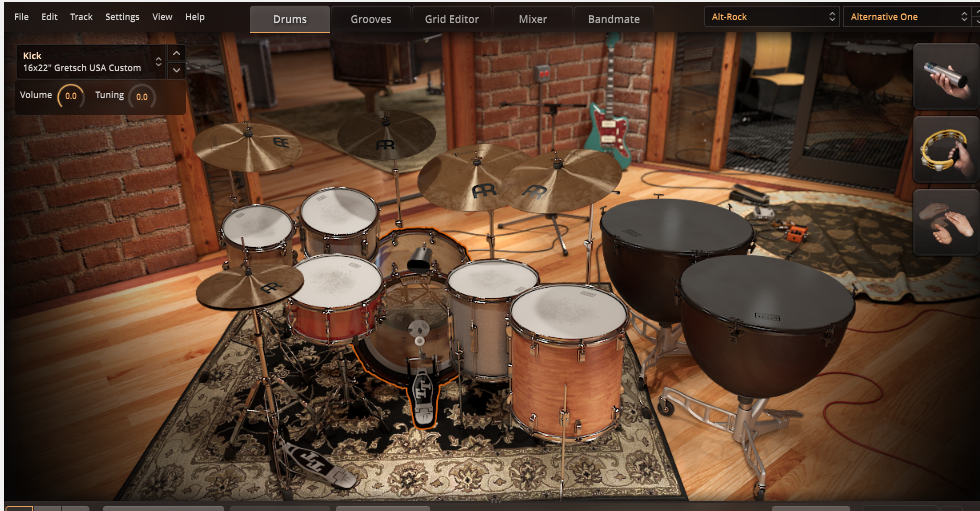 File Edit Track Settings View Help
Drums Grooves Grid Editor Mixer Bandmate
Alt-Rock Alternative One
Kick
16x22" Gretsch USA Custom
Volume 0.0 Tuning 0.0